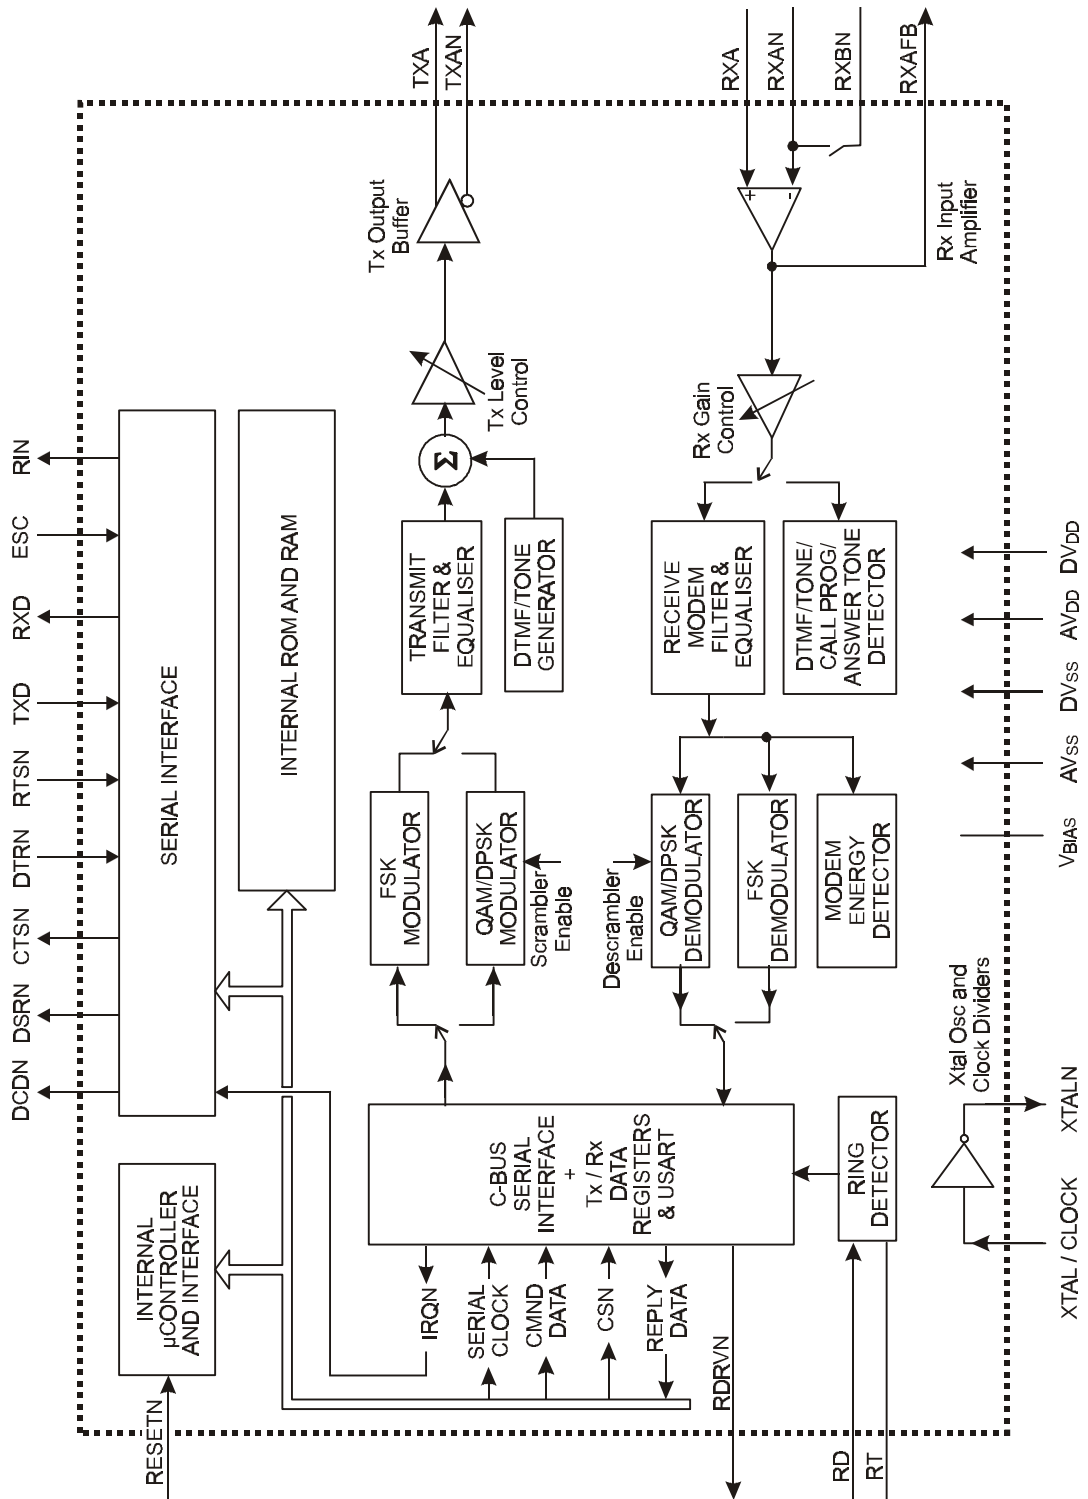 RESETN
INTERNAL
µCONTROLLER
AND INTERFACE
DCDN
DSRN
CTSN
DTRN
RTSN
TXD
RXD
ESC
RIN
SERIAL INTERFACE
INTERNAL ROM AND RAM
IRQN
SERIAL
CLOCK
CMND
DATA
CSN
REPLY
DATA
RDRVN
C-BUS
SERIAL
INTERFACE
+
Tx / Rx
DATA
REGISTERS
& USART
FSK
MODULATOR
QAM/DPSK
MODULATOR
Scrambler
Enable
TRANSMIT
FILTER &
EQUALISER
DTMF/TONE
GENERATOR
Σ
Tx Level
Control
Tx Output
Buffer
TXA
TXAN
Descrambler
Enable
QAM/DPSK
DEMODULATOR
FSK
DEMODULATOR
MODEM
ENERGY
DETECTOR
RECEIVE
MODEM
FILTER &
EQUALISER
DTMF/TONE/
CALL PROG/
ANSWER TONE
DETECTOR
Rx Gain
Control
+
-
Rx Input
Amplifier
RXA
RXAN
RXBN
RXAFB
RD
RT
RING
DETECTOR
Xtal Osc and
Clock Dividers
XTAL / CLOCK
XTALN
VBIAS
AVSS
DVSS
AVDD
DVDD